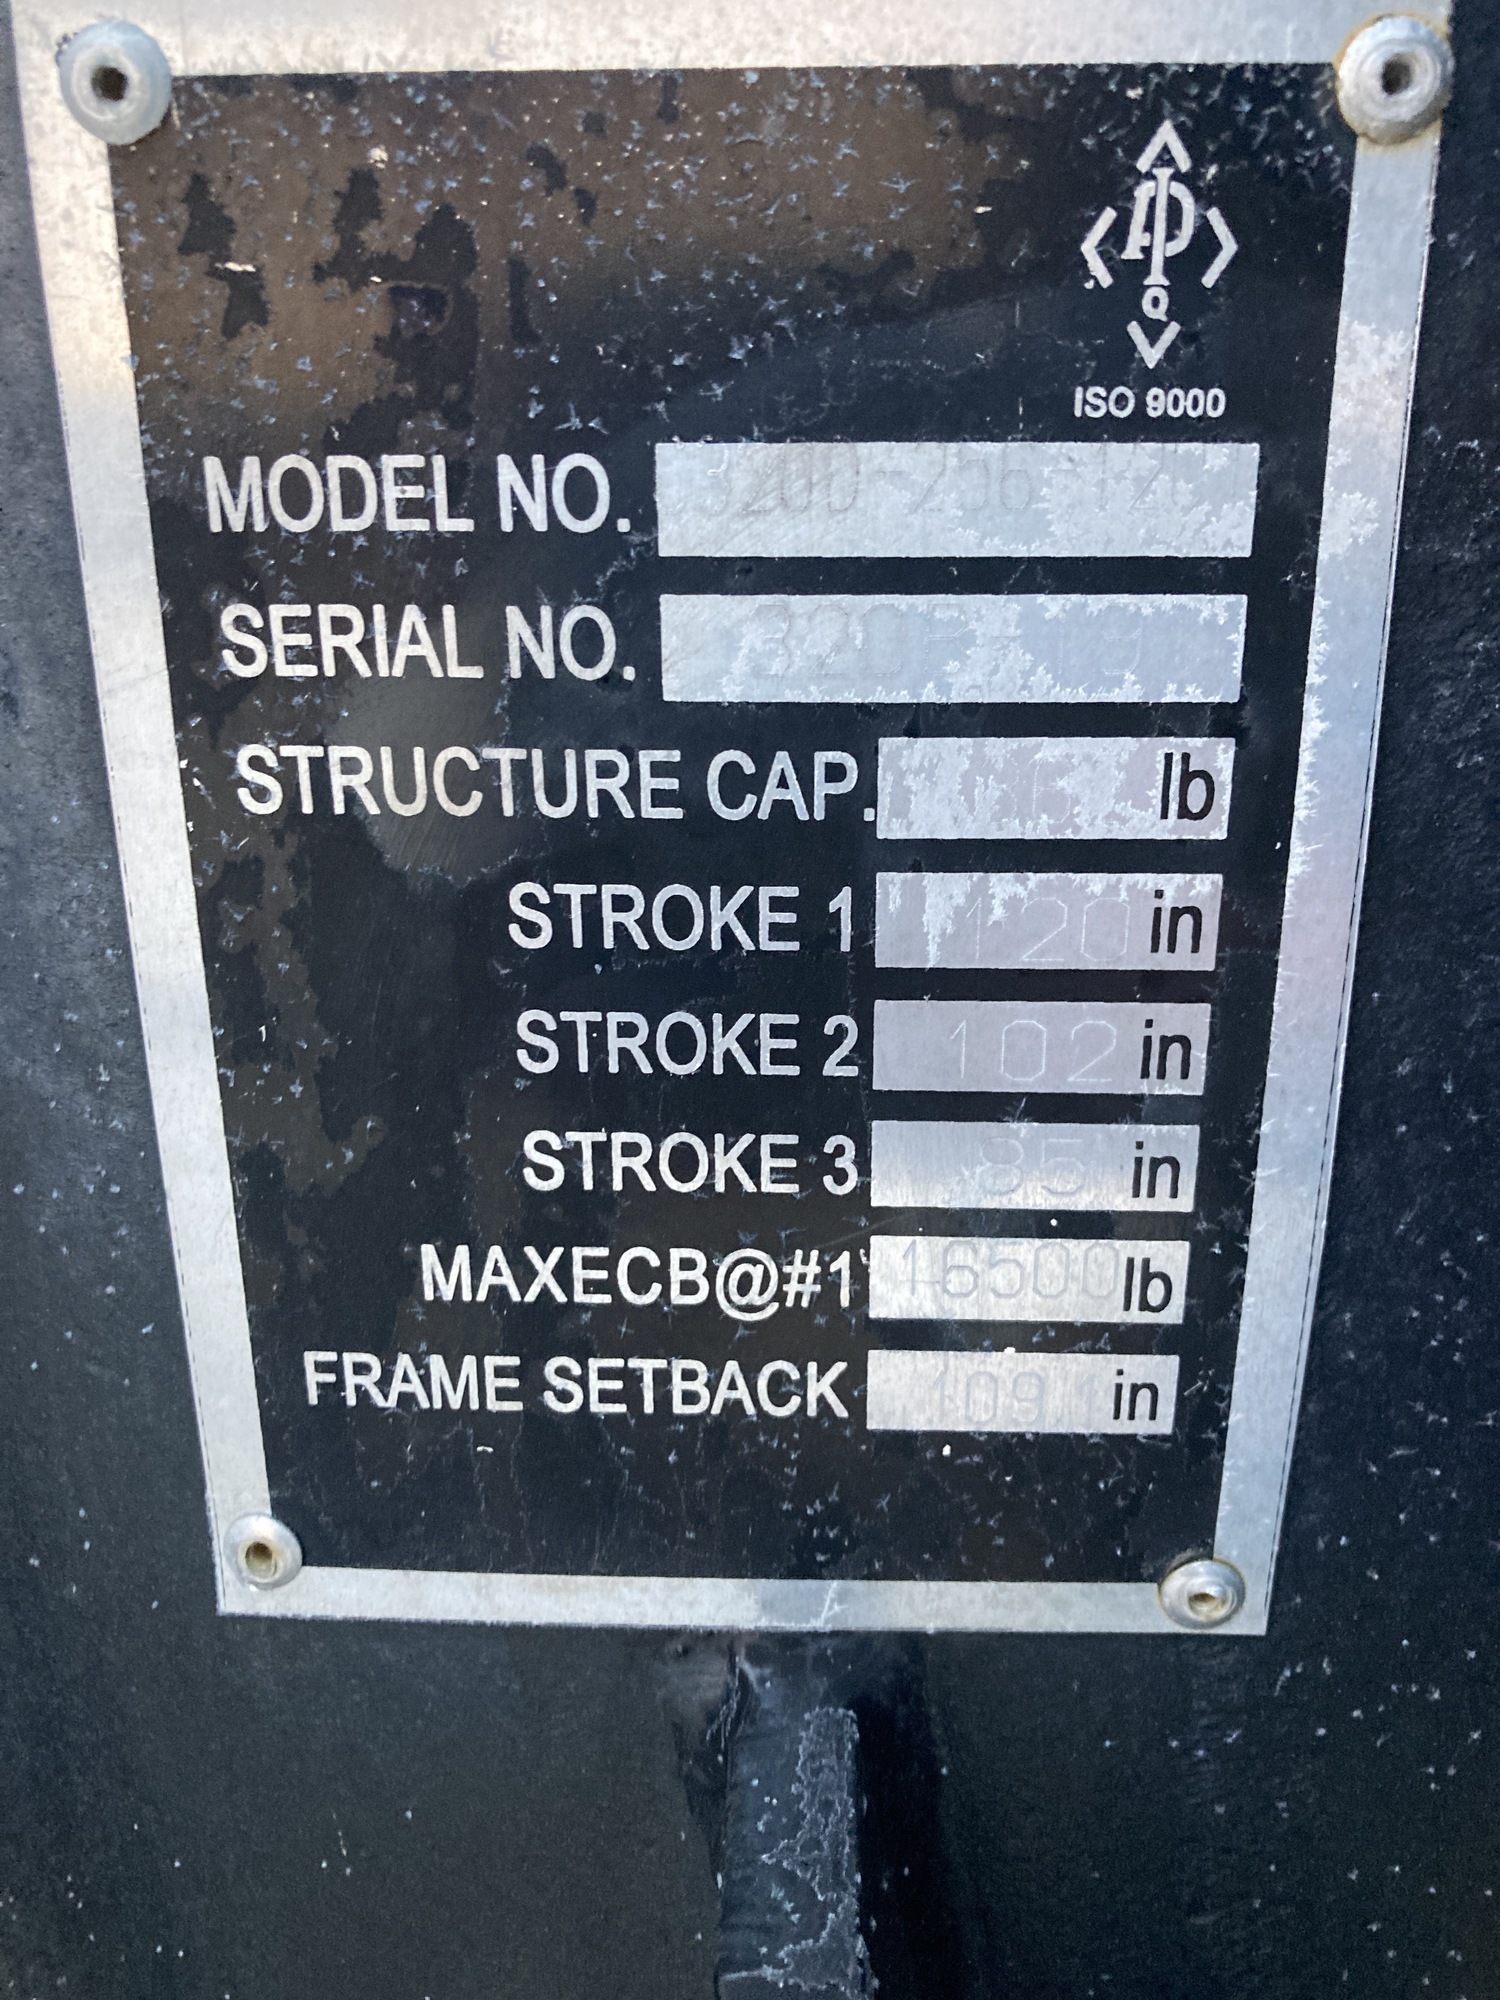 API
Q
ISO 9000
MODEL NO.
SERIAL NO.
STRUCTURE CAP. lb
STROKE 1 120 in
STROKE 2 102 in
STROKE 3 85 in
MAXECB@#1 16500 lb
FRAME SETBACK in